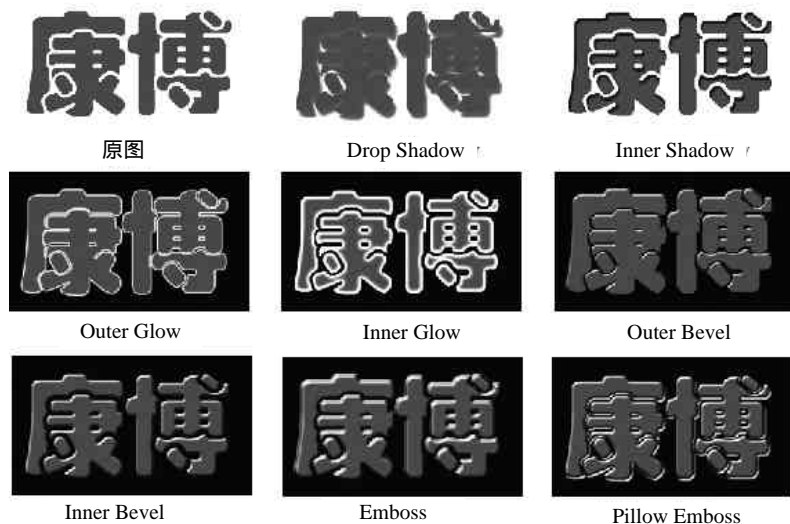 康博 康博 康博
原图 Drop Shadow Inner Shadow
康博 康博 康博
Outer Glow Inner Glow Outer Bevel
康博 康博 康博
Inner Bevel Emboss Pillow Emboss